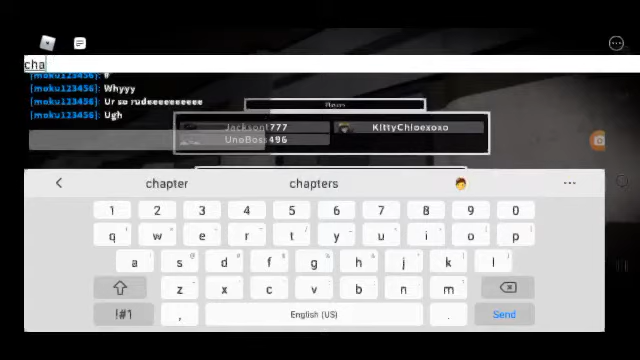 cha
[moku123456]: #
[moku123456]: Whyyy
[moku123456]: Ur so rudeeeeeeeeee
[moku123456]: Ugh
Jackson1777
KittyChloexoxo
UnoBoss496
chapter chapters
1 2 3 4 5 6 7 8 9 0
q w e r t y u i o p
a s d f g h j k l
z x c v b n m
!#1 , English (US) . Send